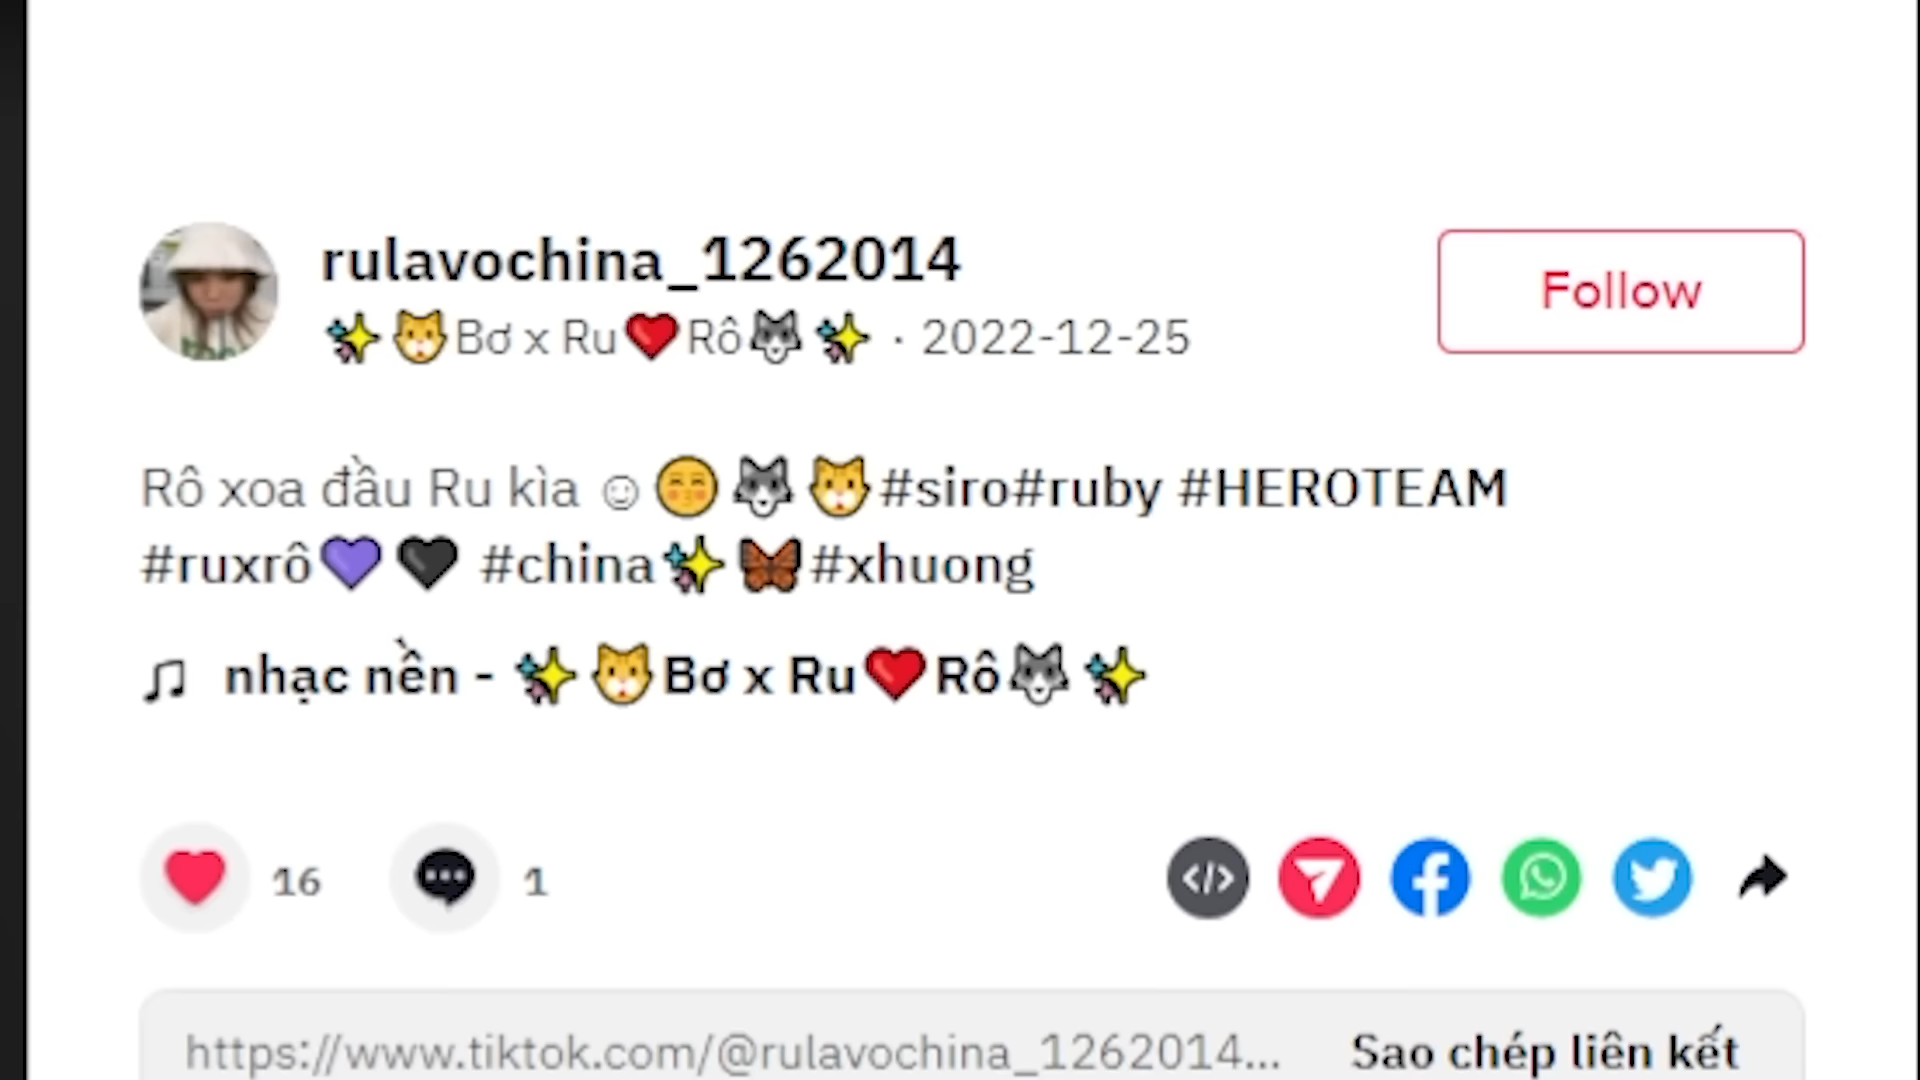 rulavochina_1262014
✨🐱Bơ x Ru❤️Rô🐺✨ · 2022-12-25
Follow
Rô xoa đầu Ru kìa ☺😊🐺🐱#siro#ruby #HEROTEAM
#ruxrô💜🖤 #china✨🦋#xhuong
♫ nhạc nền - ✨🐱Bơ x Ru❤️Rô🐺✨
16
1
https://www.tiktok.com/@rulavochina_1262014...
Sao chép liên kết